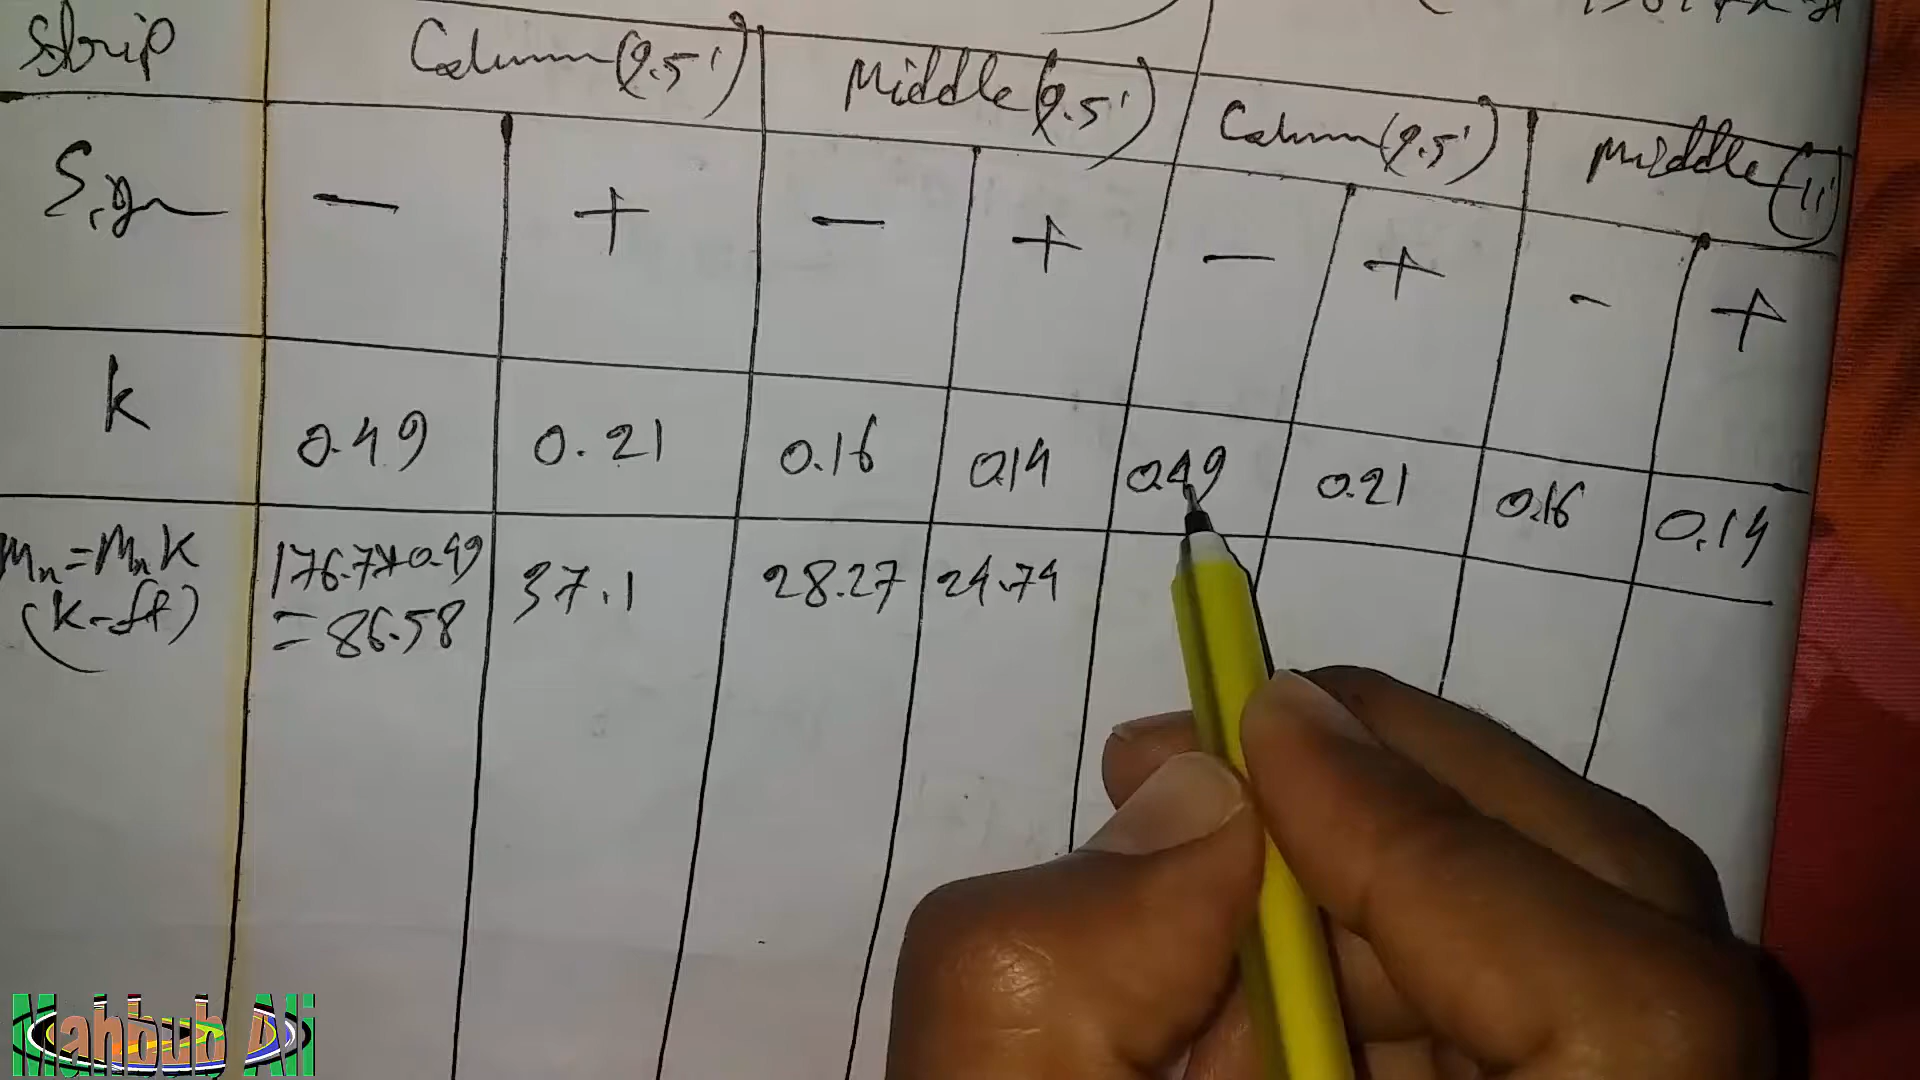 Strip Column (9.5') Middle (9.5') Column (9.5') Middle (11')
Sign - + - + - + - +
k 0.49 0.21 0.16 0.14 0.49 0.21 0.16 0.14
Mn=Mnk 176.77*0.49 37.1 28.27 24.74
(k-ft) =86.58
Mahbub Ali